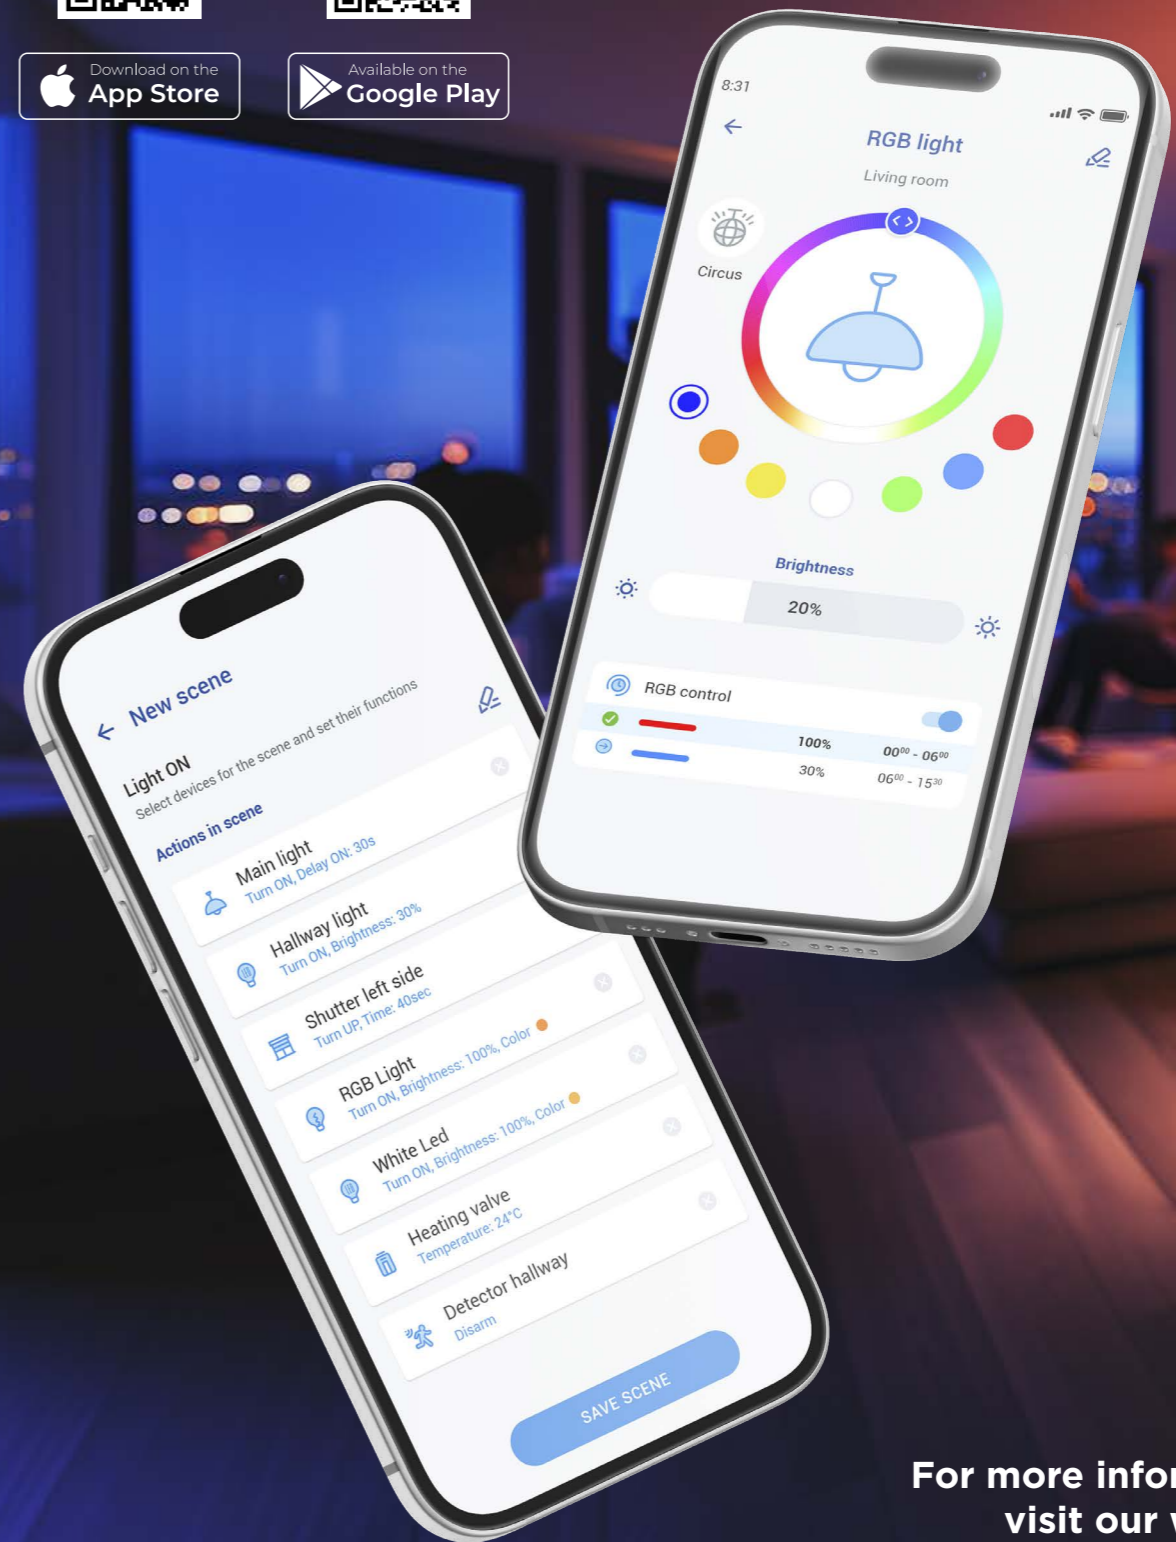 Download on the
App Store
Available on the
Google Play
8:31
RGB light
Living room
Circus
Brightness
20%
RGB control
100% 00⁰⁰ - 06⁰⁰
30% 06⁰⁰ - 15³⁰
New scene
Light ON
Select devices for the scene and set their functions
Actions in scene
Main light
Turn ON, Delay ON: 30s
Hallway light
Turn ON, Brightness: 30%
Shutter left side
Turn UP, Time: 40sec
RGB Light
Turn ON, Brightness: 100%, Color
White Led
Turn ON, Brightness: 100%, Color
Heating valve
Temperature: 24°C
Detector hallway
Disarm
SAVE SCENE
For more
visit our